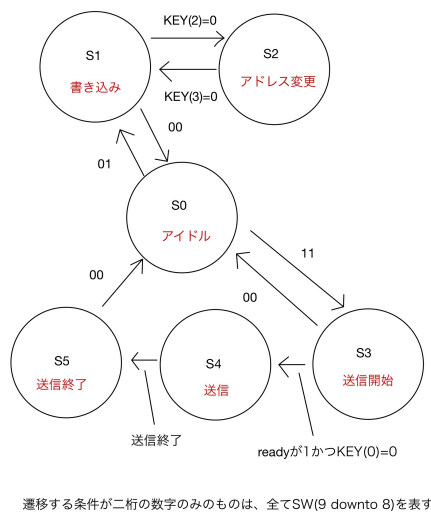 KEY(2)=0
S1
S2
書き込み
アドレス変更
KEY(3)=0
00
01
S0
アイドル
11
00
00
S5
S4
S3
送信終了
送信
送信開始
送信終了
readyが1かつKEY(0)=0
遷移する条件が二桁の数字のみのものは、全てSW(9 downto 8)を表す